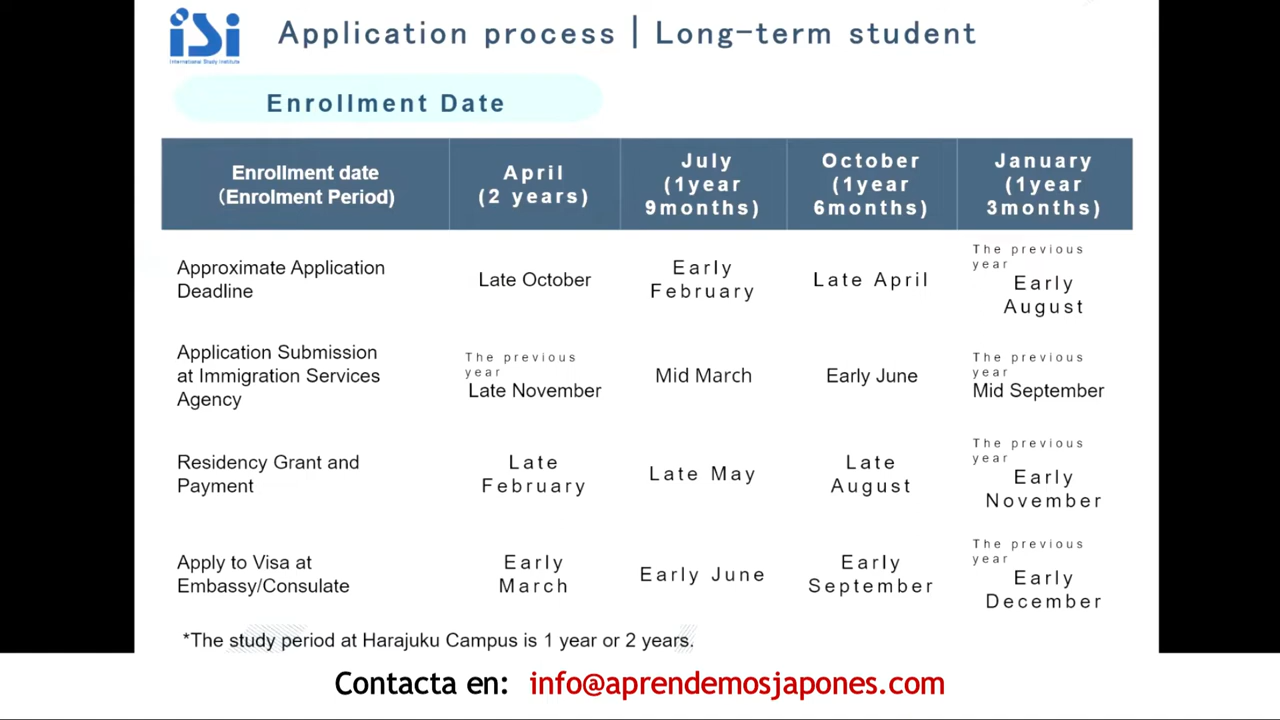 iSi
International Study Institute
Application process | Long-term student
Enrollment Date
Enrollment date
(Enrolment Period)
April
(2 years)
July
(1year
9months)
October
(1year
6months)
January
(1year
3months)
Approximate Application
Deadline
Late October
Early
February
Late April
The previous
year
Early
August
Application Submission
at Immigration Services
Agency
The previous
year
Late November
Mid March
Early June
The previous
year
Mid September
Residency Grant and
Payment
Late
February
Late May
Late
August
The previous
year
Early
November
Apply to Visa at
Embassy/Consulate
Early
March
Early June
Early
September
The previous
year
Early
December
*The study period at Harajuku Campus is 1 year or 2 years.
Contacta en: info@aprendemosjapones.com